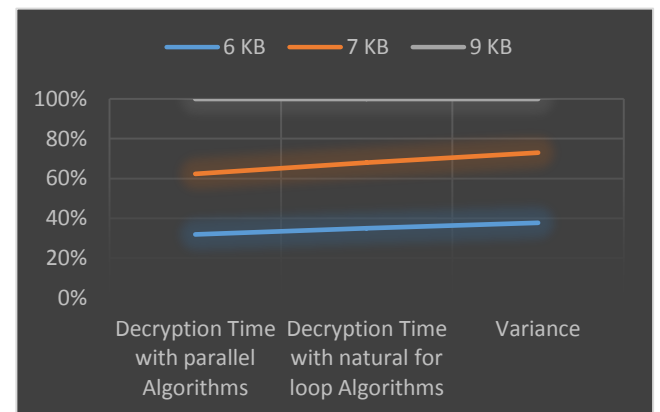 6 KB 7 KB 9 KB
100%
80%
60%
40%
20%
0%
Decryption Time with parallel Algorithms
Decryption Time with natural for loop Algorithms
Variance